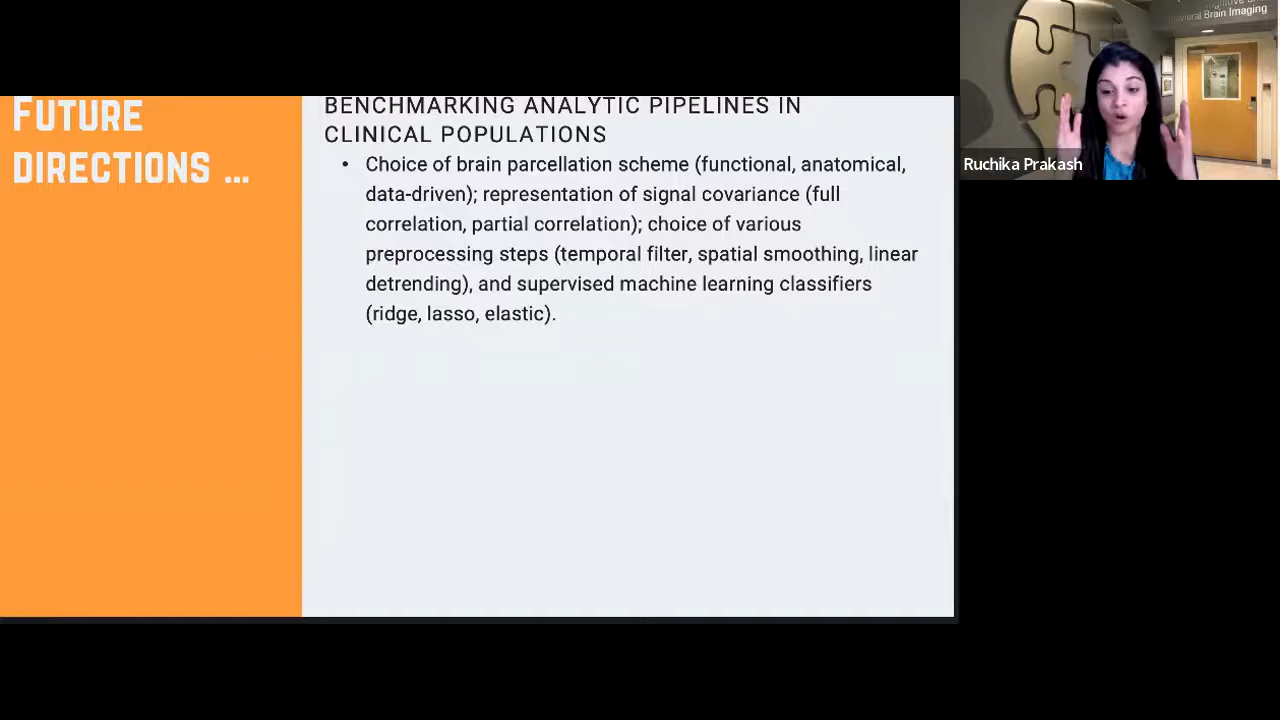 FUTURE
DIRECTIONS ...
BENCHMARKING ANALYTIC PIPELINES IN
CLINICAL POPULATIONS
• Choice of brain parcellation scheme (functional, anatomical,
data-driven); representation of signal covariance (full
correlation, partial correlation); choice of various
preprocessing steps (temporal filter, spatial smoothing, linear
detrending), and supervised machine learning classifiers
(ridge, lasso, elastic).
Brain Imaging
Ruchika Prakash